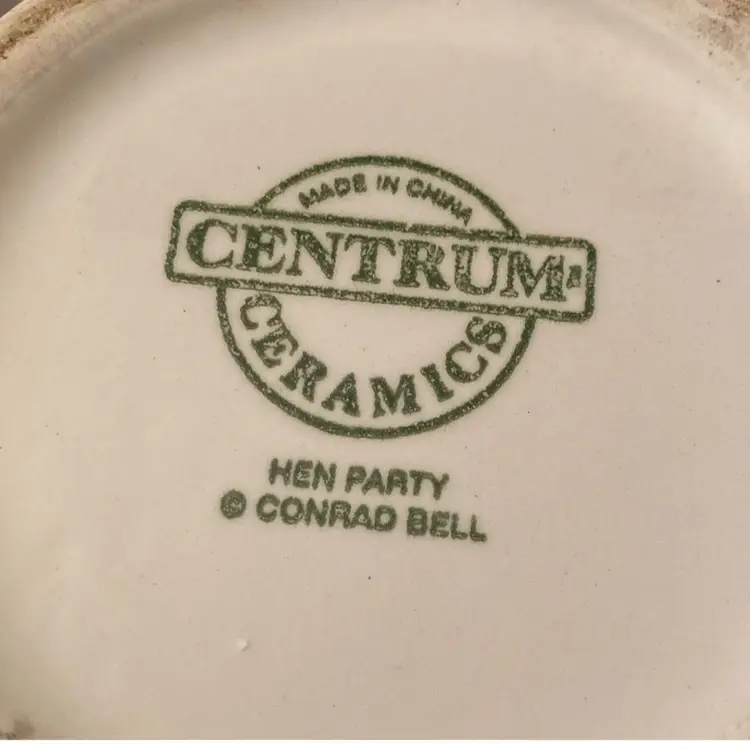 MADE IN CHINA
CENTRUM
CERAMICS
HEN PARTY
© CONRAD BELL